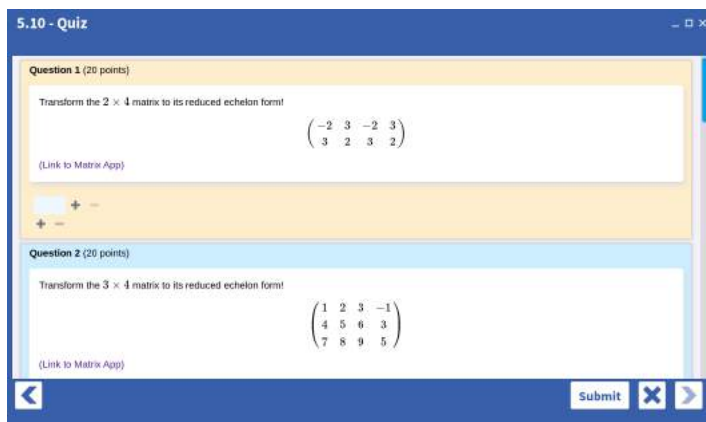 5.10 - Quiz
Question 1 (20 points)
Transform the 2 × 4 matrix to its reduced echelon form!
−2 3 −2 3
3 2 3 2
(Link to Matrix App)
Question 2 (20 points)
Transform the 3 × 4 matrix to its reduced echelon form!
1 2 3 −1
4 5 6 3
7 8 9 5
(Link to Matrix App)
Submit